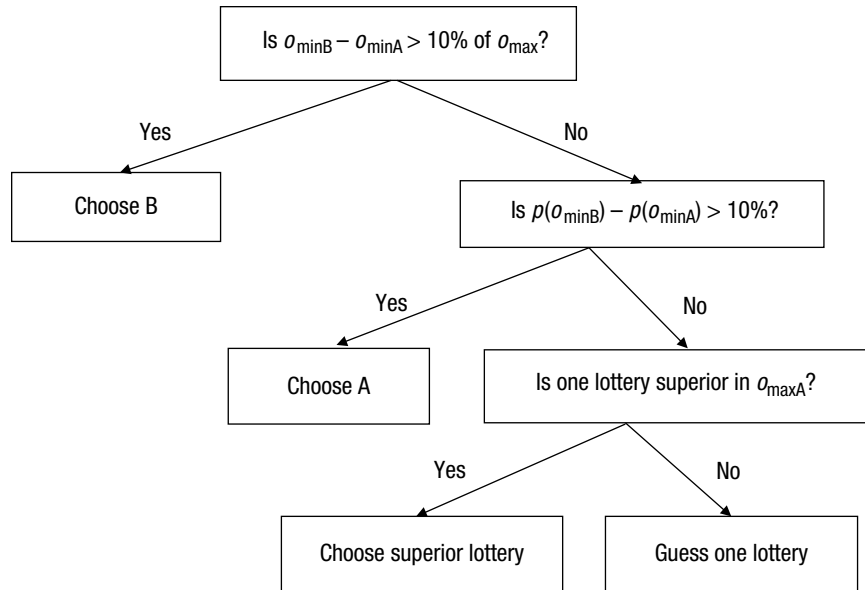 Is o_minB – o_minA > 10% of o_max?
Yes
No
Choose B
Is p(o_minB) – p(o_minA) > 10%?
Yes
No
Choose A
Is one lottery superior in o_maxA?
Yes
No
Choose superior lottery
Guess one lottery